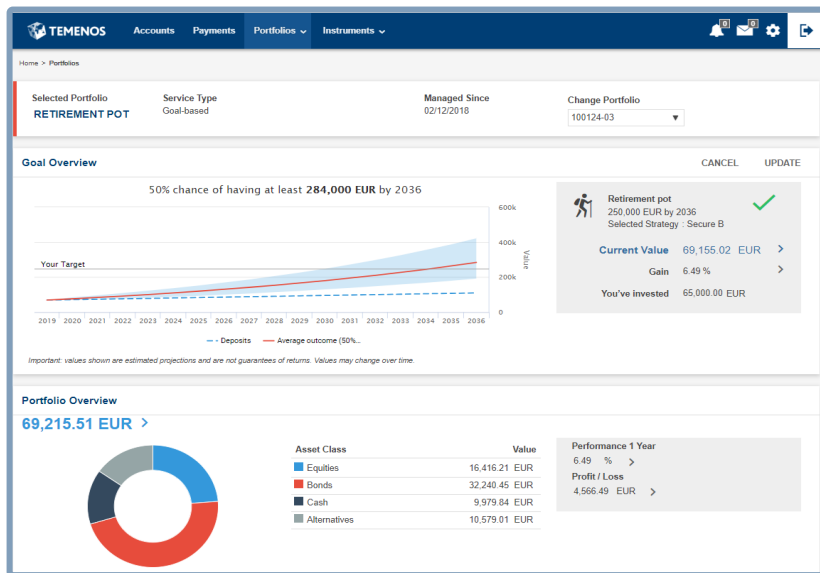 TEMENOS Accounts Payments Portfolios Instruments 0 0
Home > Portfolios
Selected Portfolio Service Type Managed Since Change Portfolio
RETIREMENT POT Goal-based 02/12/2018 100124-03
Goal Overview CANCEL UPDATE
50% chance of having at least 284,000 EUR by 2036
600k
400k
200k
0
Value
Your Target
2019 2020 2021 2022 2023 2024 2025 2026 2027 2028 2029 2030 2031 2032 2033 2034 2035 2036
Deposits Average outcome (50%...
Important: values shown are estimated projections and are not guarantees of returns. Values may change over time.
Retirement pot
250,000 EUR by 2036
Selected Strategy : Secure B
Current Value 69,155.02 EUR >
Gain 6.49 % >
You've invested 65,000.00 EUR
Portfolio Overview
69,215.51 EUR >
Asset Class Value
Equities 16,416.21 EUR
Bonds 32,240.45 EUR
Cash 9,979.84 EUR
Alternatives 10,579.01 EUR
Performance 1 Year
6.49 % >
Profit / Loss
4,566.49 EUR >